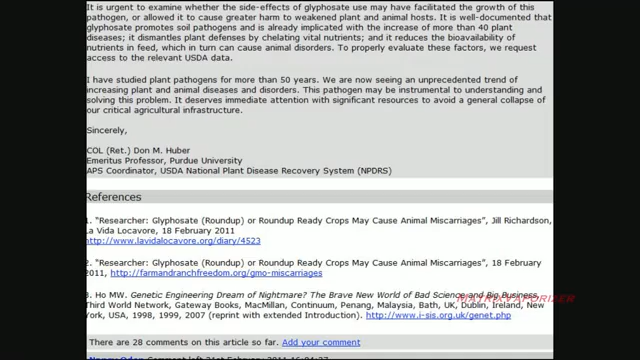 It is urgent to examine whether the side-effects of glyphosate use may have facilitated the growth of this
pathogen, or allowed it to cause greater harm to weakened plant and animal hosts. It is well-documented that
glyphosate promotes soil pathogens and is already implicated with the increase of more than 40 plant
diseases; it dismantles plant defenses by chelating vital nutrients; and it reduces the bioavailability of
nutrients in feed, which in turn can cause animal disorders. To properly evaluate these factors, we request
access to the relevant USDA data.
I have studied plant pathogens for more than 50 years. We are now seeing an unprecedented trend of
increasing plant and animal diseases and disorders. This pathogen may be instrumental to understanding and
solving this problem. It deserves immediate attention with significant resources to avoid a general collapse of
our critical agricultural infrastructure.
Sincerely,
COL (Ret.) Don M. Huber
Emeritus Professor, Purdue University
APS Coordinator, USDA National Plant Disease Recovery System (NPDRS)
References
1. "Researcher: Glyphosate (Roundup) or Roundup Ready Crops May Cause Animal Miscarriages", Jill Richardson,
La Vida Locavore, 18 February 2011
http://www.lavidalocavore.org/diary/4523
2. "Researcher: Glyphosate (Roundup) or Roundup Ready Crops May Cause Animal Miscarriages", 18 February
2011, http://farmandranchfreedom.org/gmo-miscarriages
3. Ho MW. Genetic Engineering Dream of Nightmare? The Brave New World of Bad Science and Big Business,
Third World Network, Gateway Books, MacMillan, Continuum, Penang, Malaysia, Bath, UK, Dublin, Ireland, New
York, USA, 1998, 1999, 2007 (reprint with extended Introduction). http://www.i-sis.org.uk/genet.php
MATRIXVAPORIZER
There are 28 comments on this article so far. Add your comment
Nancy Oden Comment left 21st February 2011 16:04:27